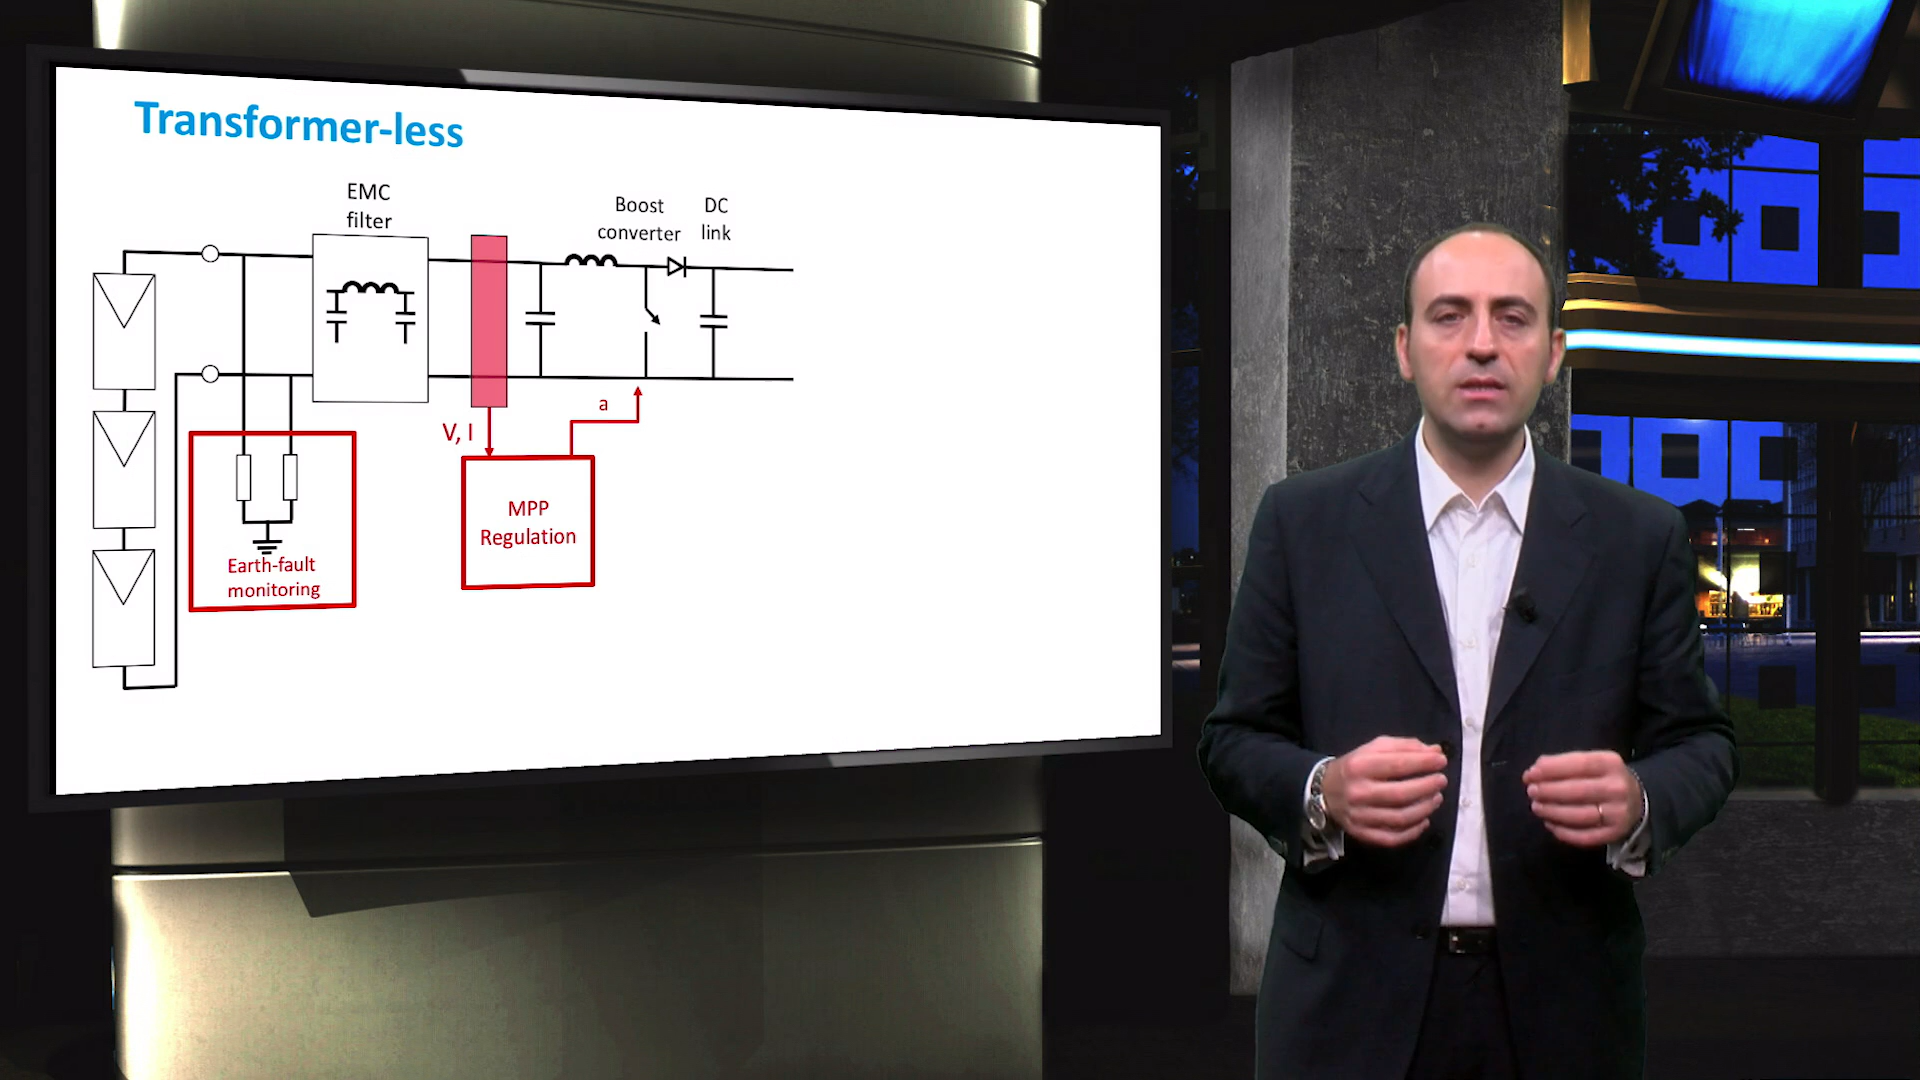 Transformer-less
EMC
filter
Boost
converter
DC
link
a
V, I
MPP
Regulation
Earth-fault
monitoring